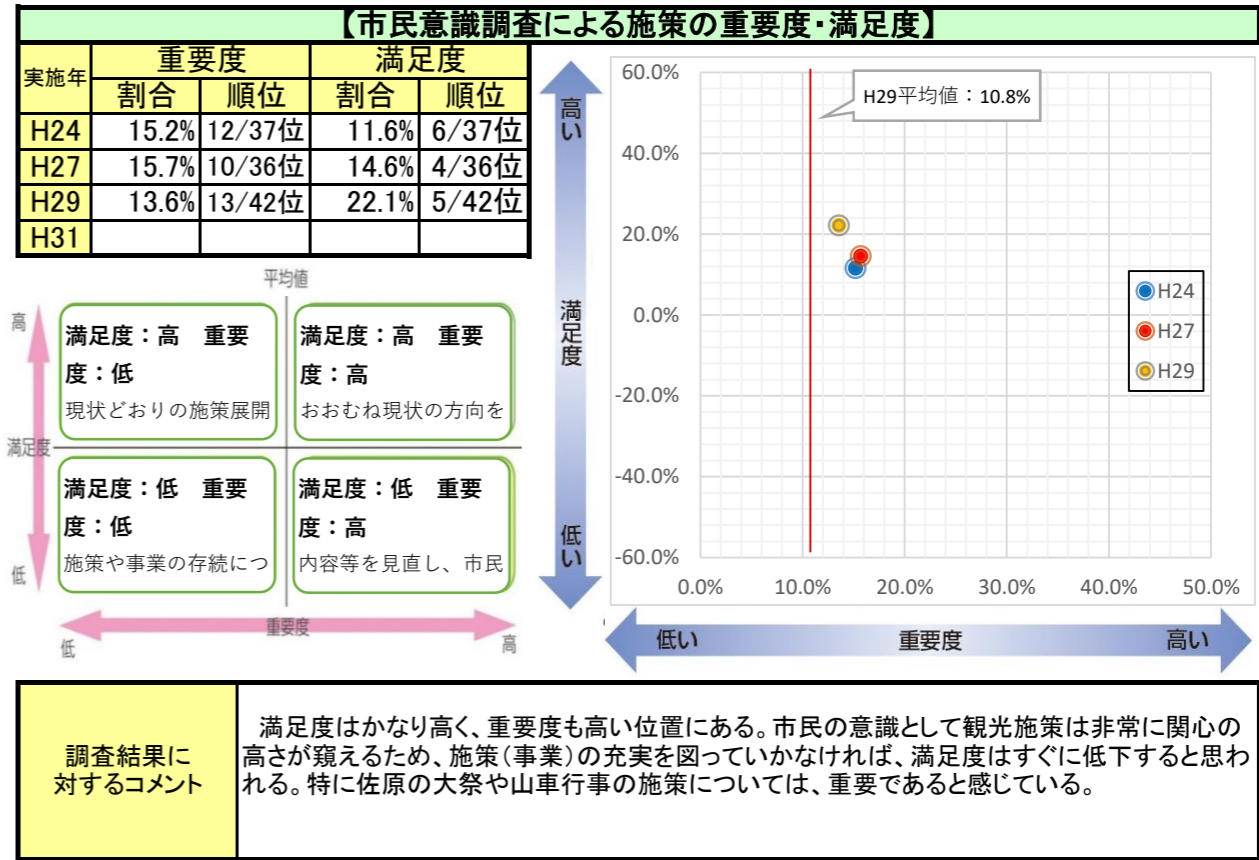 【市民意識調査による施策の重要度・満足度】
実施年 重要度 満足度
割合 順位 割合 順位
H24 15.2% 12/37位 11.6% 6/37位
H27 15.7% 10/36位 14.6% 4/36位
H29 13.6% 13/42位 22.1% 5/42位
H31
平均値
高
満足度：高　重要
度：低
現状どおりの施策展開
満足度：高　重要
度：高
おおむね現状の方向を
満足度
満足度：低　重要
度：低
施策や事業の存続につ
満足度：低　重要
度：高
内容等を見直し、市民
低
重要度
低
高
高い
満足度
低い
60.0%
40.0%
20.0%
0.0%
-20.0%
-40.0%
-60.0%
H29平均値：10.8%
H24
H27
H29
0.0% 10.0% 20.0% 30.0% 40.0% 50.0%
低い 重要度 高い
調査結果に
対するコメント
満足度はかなり高く、重要度も高い位置にある。市民の意識として観光施策は非常に関心の
高さが窺えるため、施策（事業）の充実を図っていかなければ、満足度はすぐに低下すると思わ
れる。特に佐原の大祭や山車行事の施策については、重要であると感じている。